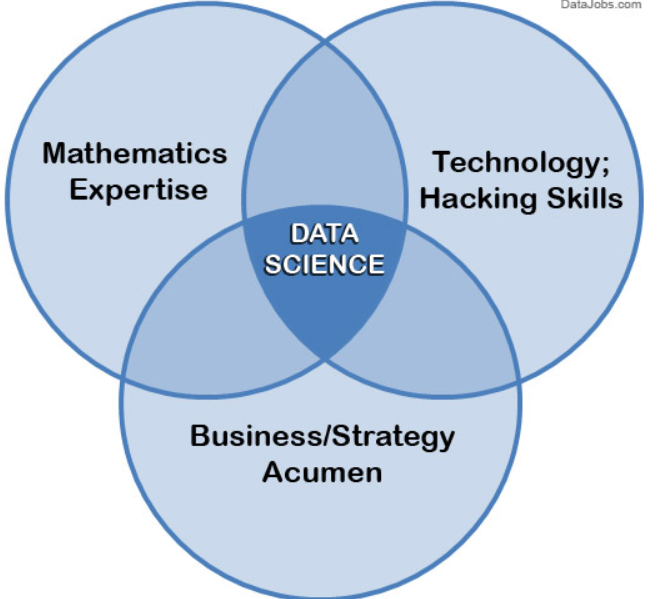 DataJobs.com
Mathematics
Expertise
Technology;
Hacking Skills
DATA
SCIENCE
Business/Strategy
Acumen